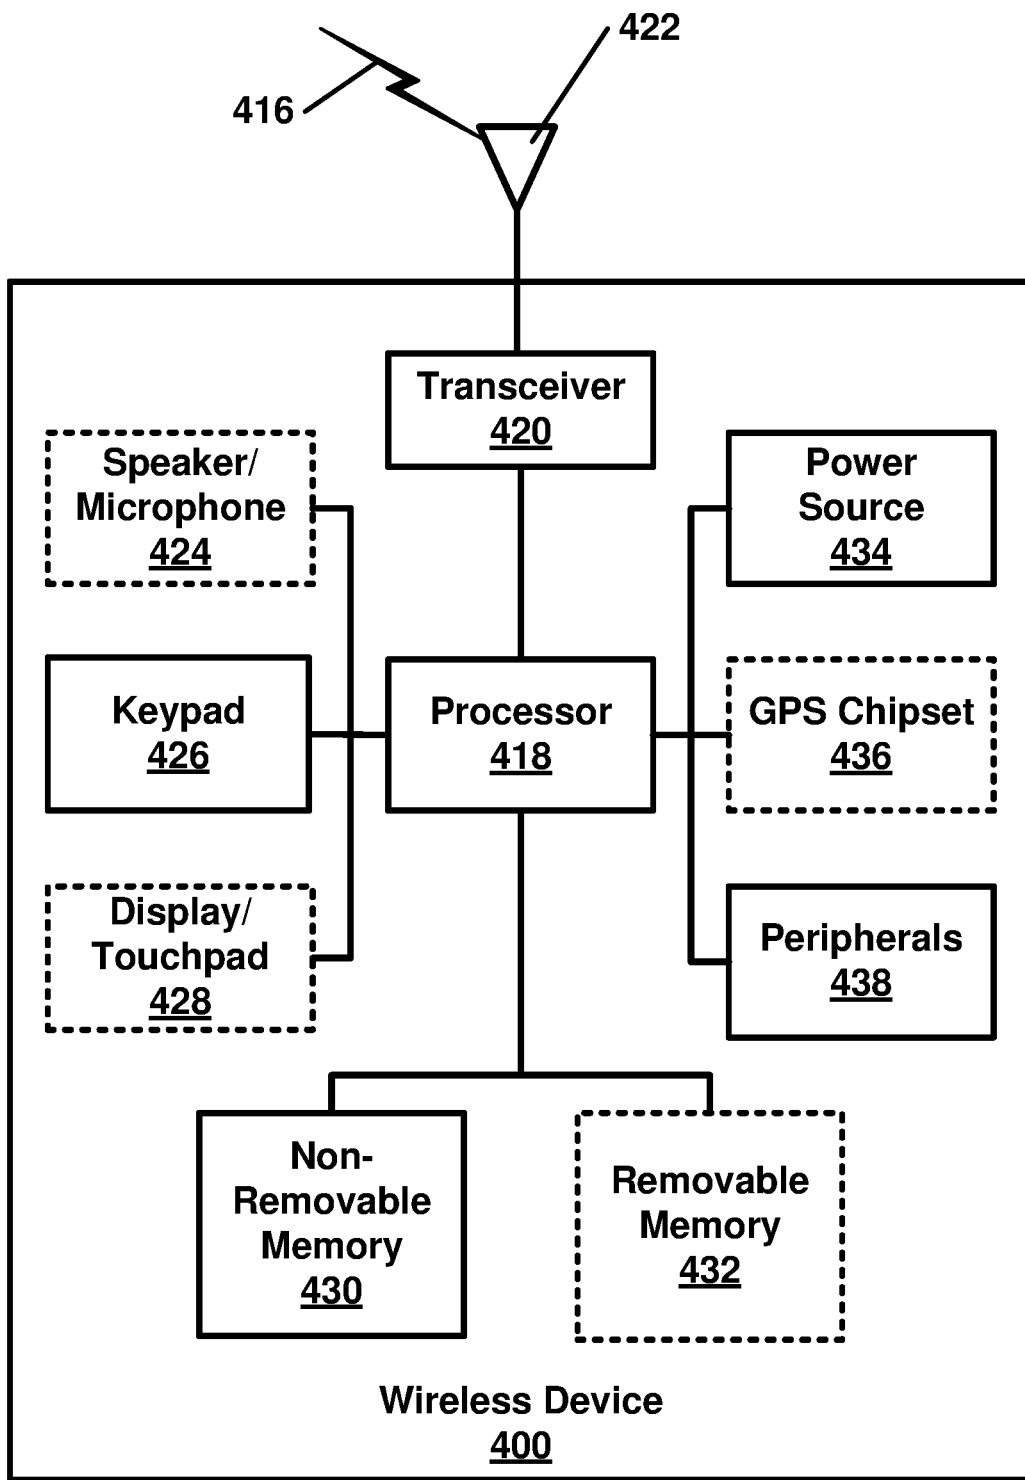 422
416
Transceiver
420
Speaker/
Microphone
424
Power
Source
434
Keypad
426
Processor
418
GPS Chipset
436
Display/
Touchpad
428
Peripherals
438
Non-
Removable
Memory
430
Removable
Memory
432
Wireless Device
400